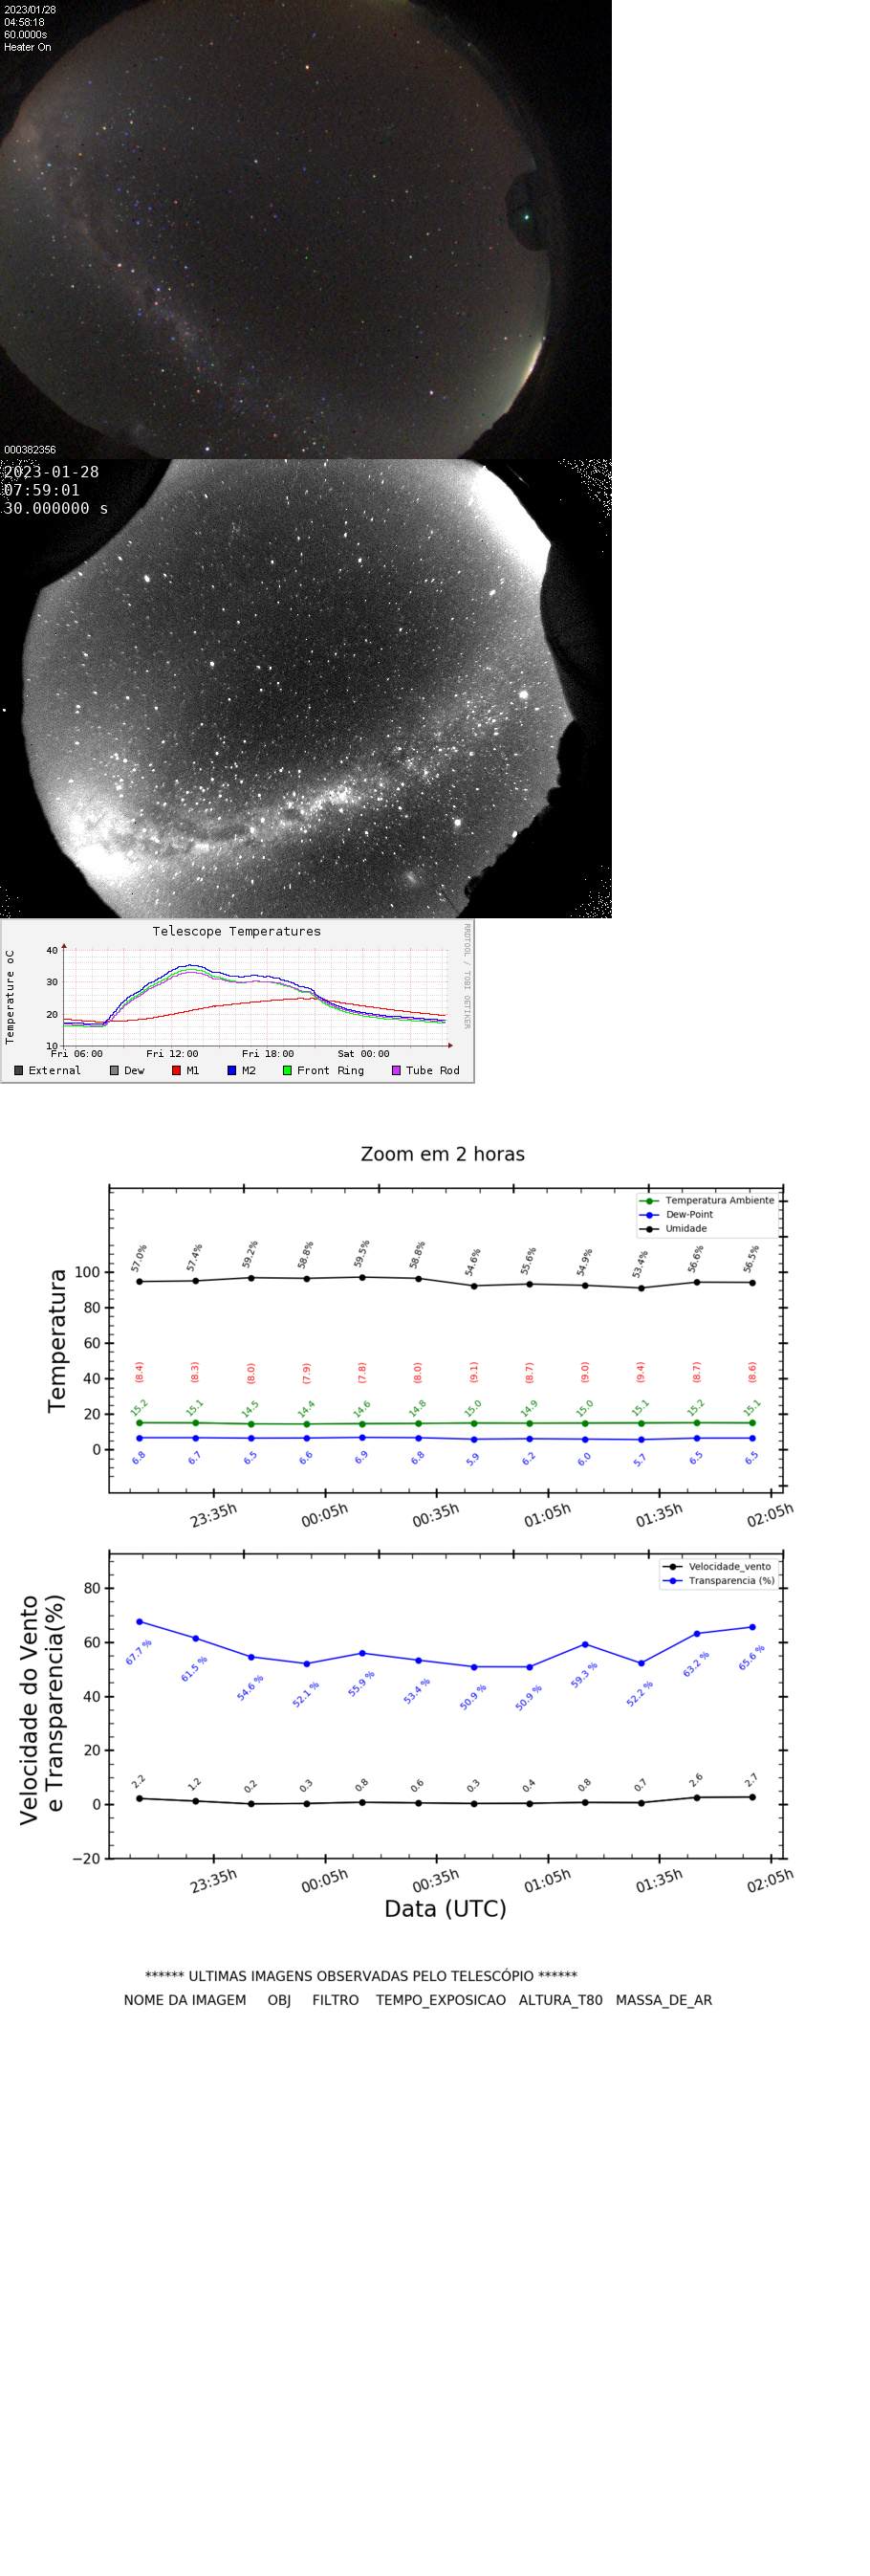 2023/01/28
04:58:18
60.0000s
Heater On
000382356
2023-01-28
07:59:01
30.000000 s
Telescope Temperatures
RRDTOOL / TOBI OETIKER
Temperature oC
40
30
20
10
Fri 06:00 Fri 12:00 Fri 18:00 Sat 00:00
External Dew M1 M2 Front Ring Tube Rod
Zoom em 2 horas
Temperatura Ambiente
Dew-Point
Umidade
Temperatura
100
80
60
40
20
0
57.0% 57.4% 59.2% 58.8% 59.5% 58.8% 54.6% 55.6% 54.9% 53.4% 56.6% 56.5%
(8.4) (8.3) (8.0) (7.9) (7.8) (8.0) (9.1) (8.7) (9.0) (9.4) (8.7) (8.6)
15.2 15.1 14.5 14.4 14.6 14.8 15.0 14.9 15.0 15.1 15.2 15.1
6.8 6.7 6.5 6.6 6.9 6.8 5.9 6.2 6.0 5.7 6.5 6.5
23:35h 00:05h 00:35h 01:05h 01:35h 02:05h
Velocidade_vento
Transparencia (%)
Velocidade do Vento
e Transparencia(%)
80
60
40
20
0
−20
67.7 % 61.5 % 54.6 % 52.1 % 55.9 % 53.4 % 50.9 % 50.9 % 59.3 % 52.2 % 63.2 % 65.6 %
2.2 1.2 0.2 0.3 0.8 0.6 0.3 0.4 0.8 0.7 2.6 2.7
23:35h 00:05h 00:35h 01:05h 01:35h 02:05h
Data (UTC)
****** ULTIMAS IMAGENS OBSERVADAS PELO TELESCÓPIO ******
NOME DA IMAGEM OBJ FILTRO TEMPO_EXPOSICAO ALTURA_T80 MASSA_DE_AR